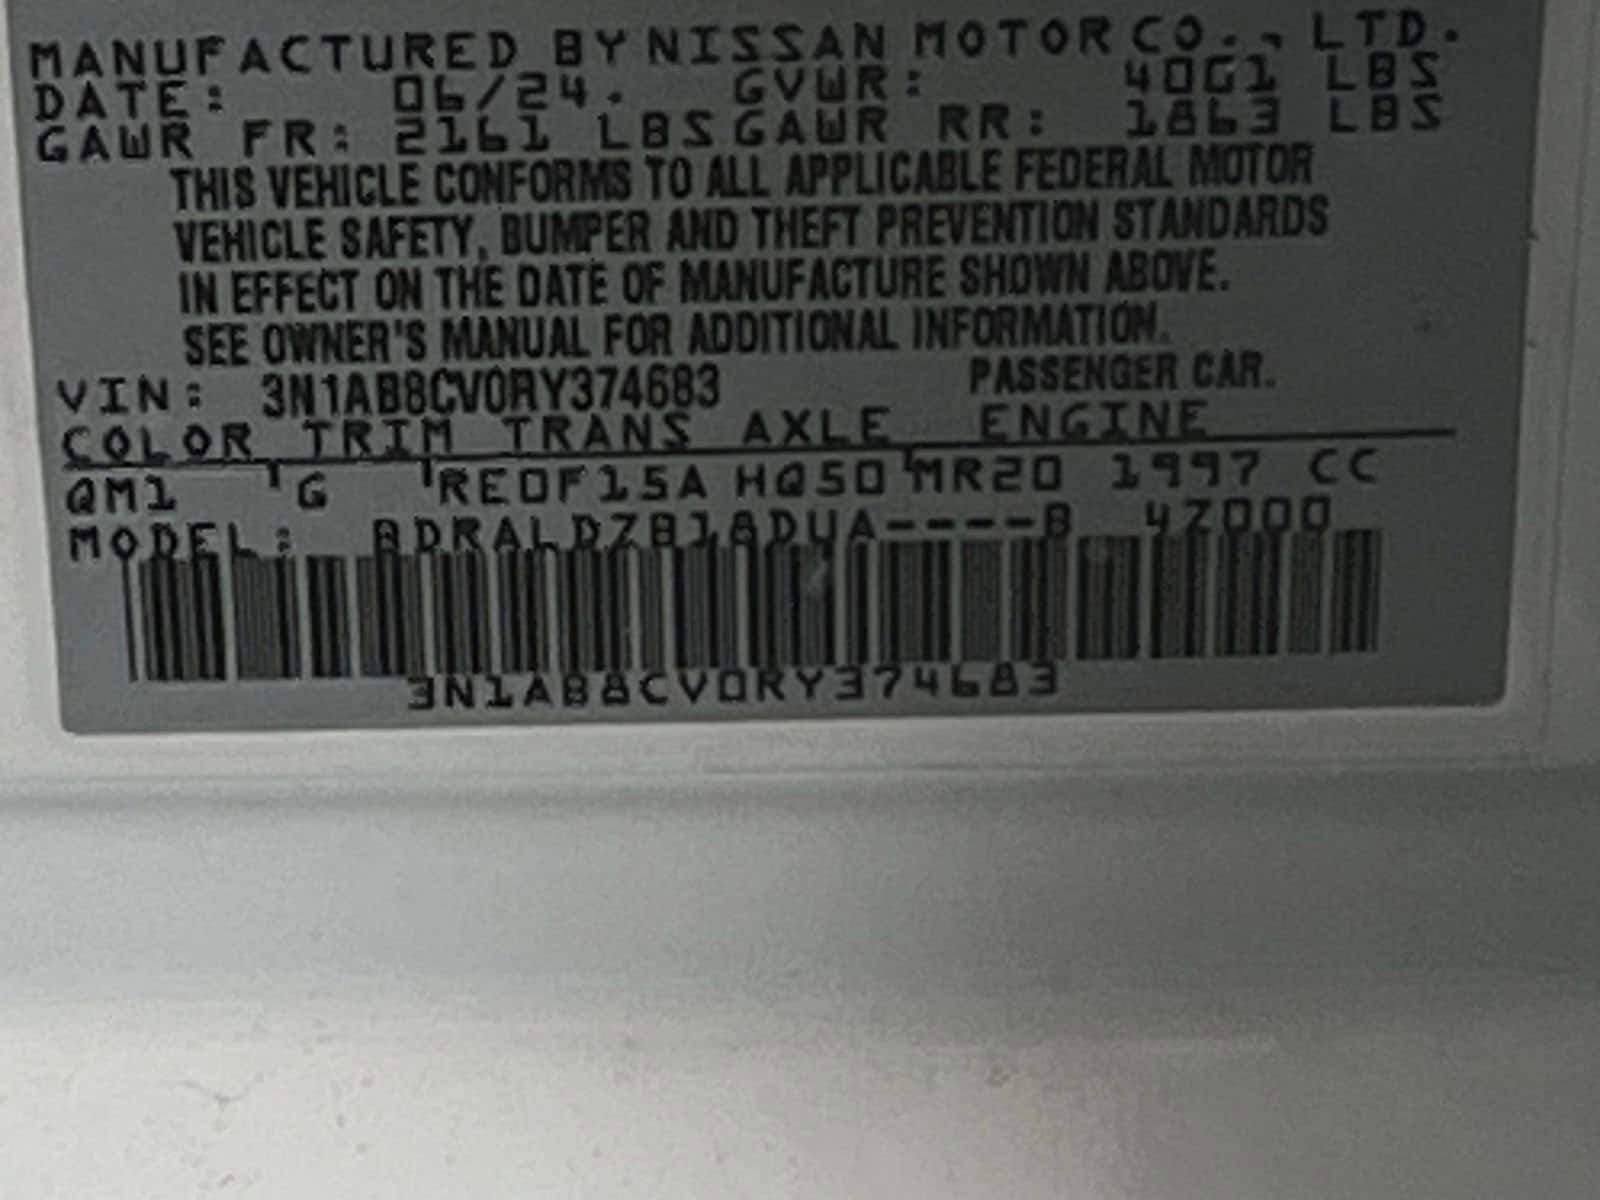 MANUFACTURED BY NISSAN MOTOR CO., LTD.
DATE: 06/24. GVWR: LBS
GAWR FR: 2161 LBS GAWR RR: 1863 LBS
THIS VEHICLE CONFORMS TO ALL APPLICABLE FEDERAL MOTOR
VEHICLE SAFETY, BUMPER AND THEFT PREVENTION STANDARDS
IN EFFECT ON THE DATE OF MANUFACTURE SHOWN ABOVE.
SEE OWNER'S MANUAL FOR ADDITIONAL INFORMATION.
VIN: 3N1AB8CV0RY374683 PASSENGER CAR.
COLOR TRIM TRANS AXLE ENGINE
QM1 G RE0F15A HQ50 MR20 1997 CC
MODEL: 4Z000
3N1AB8CV0RY374683